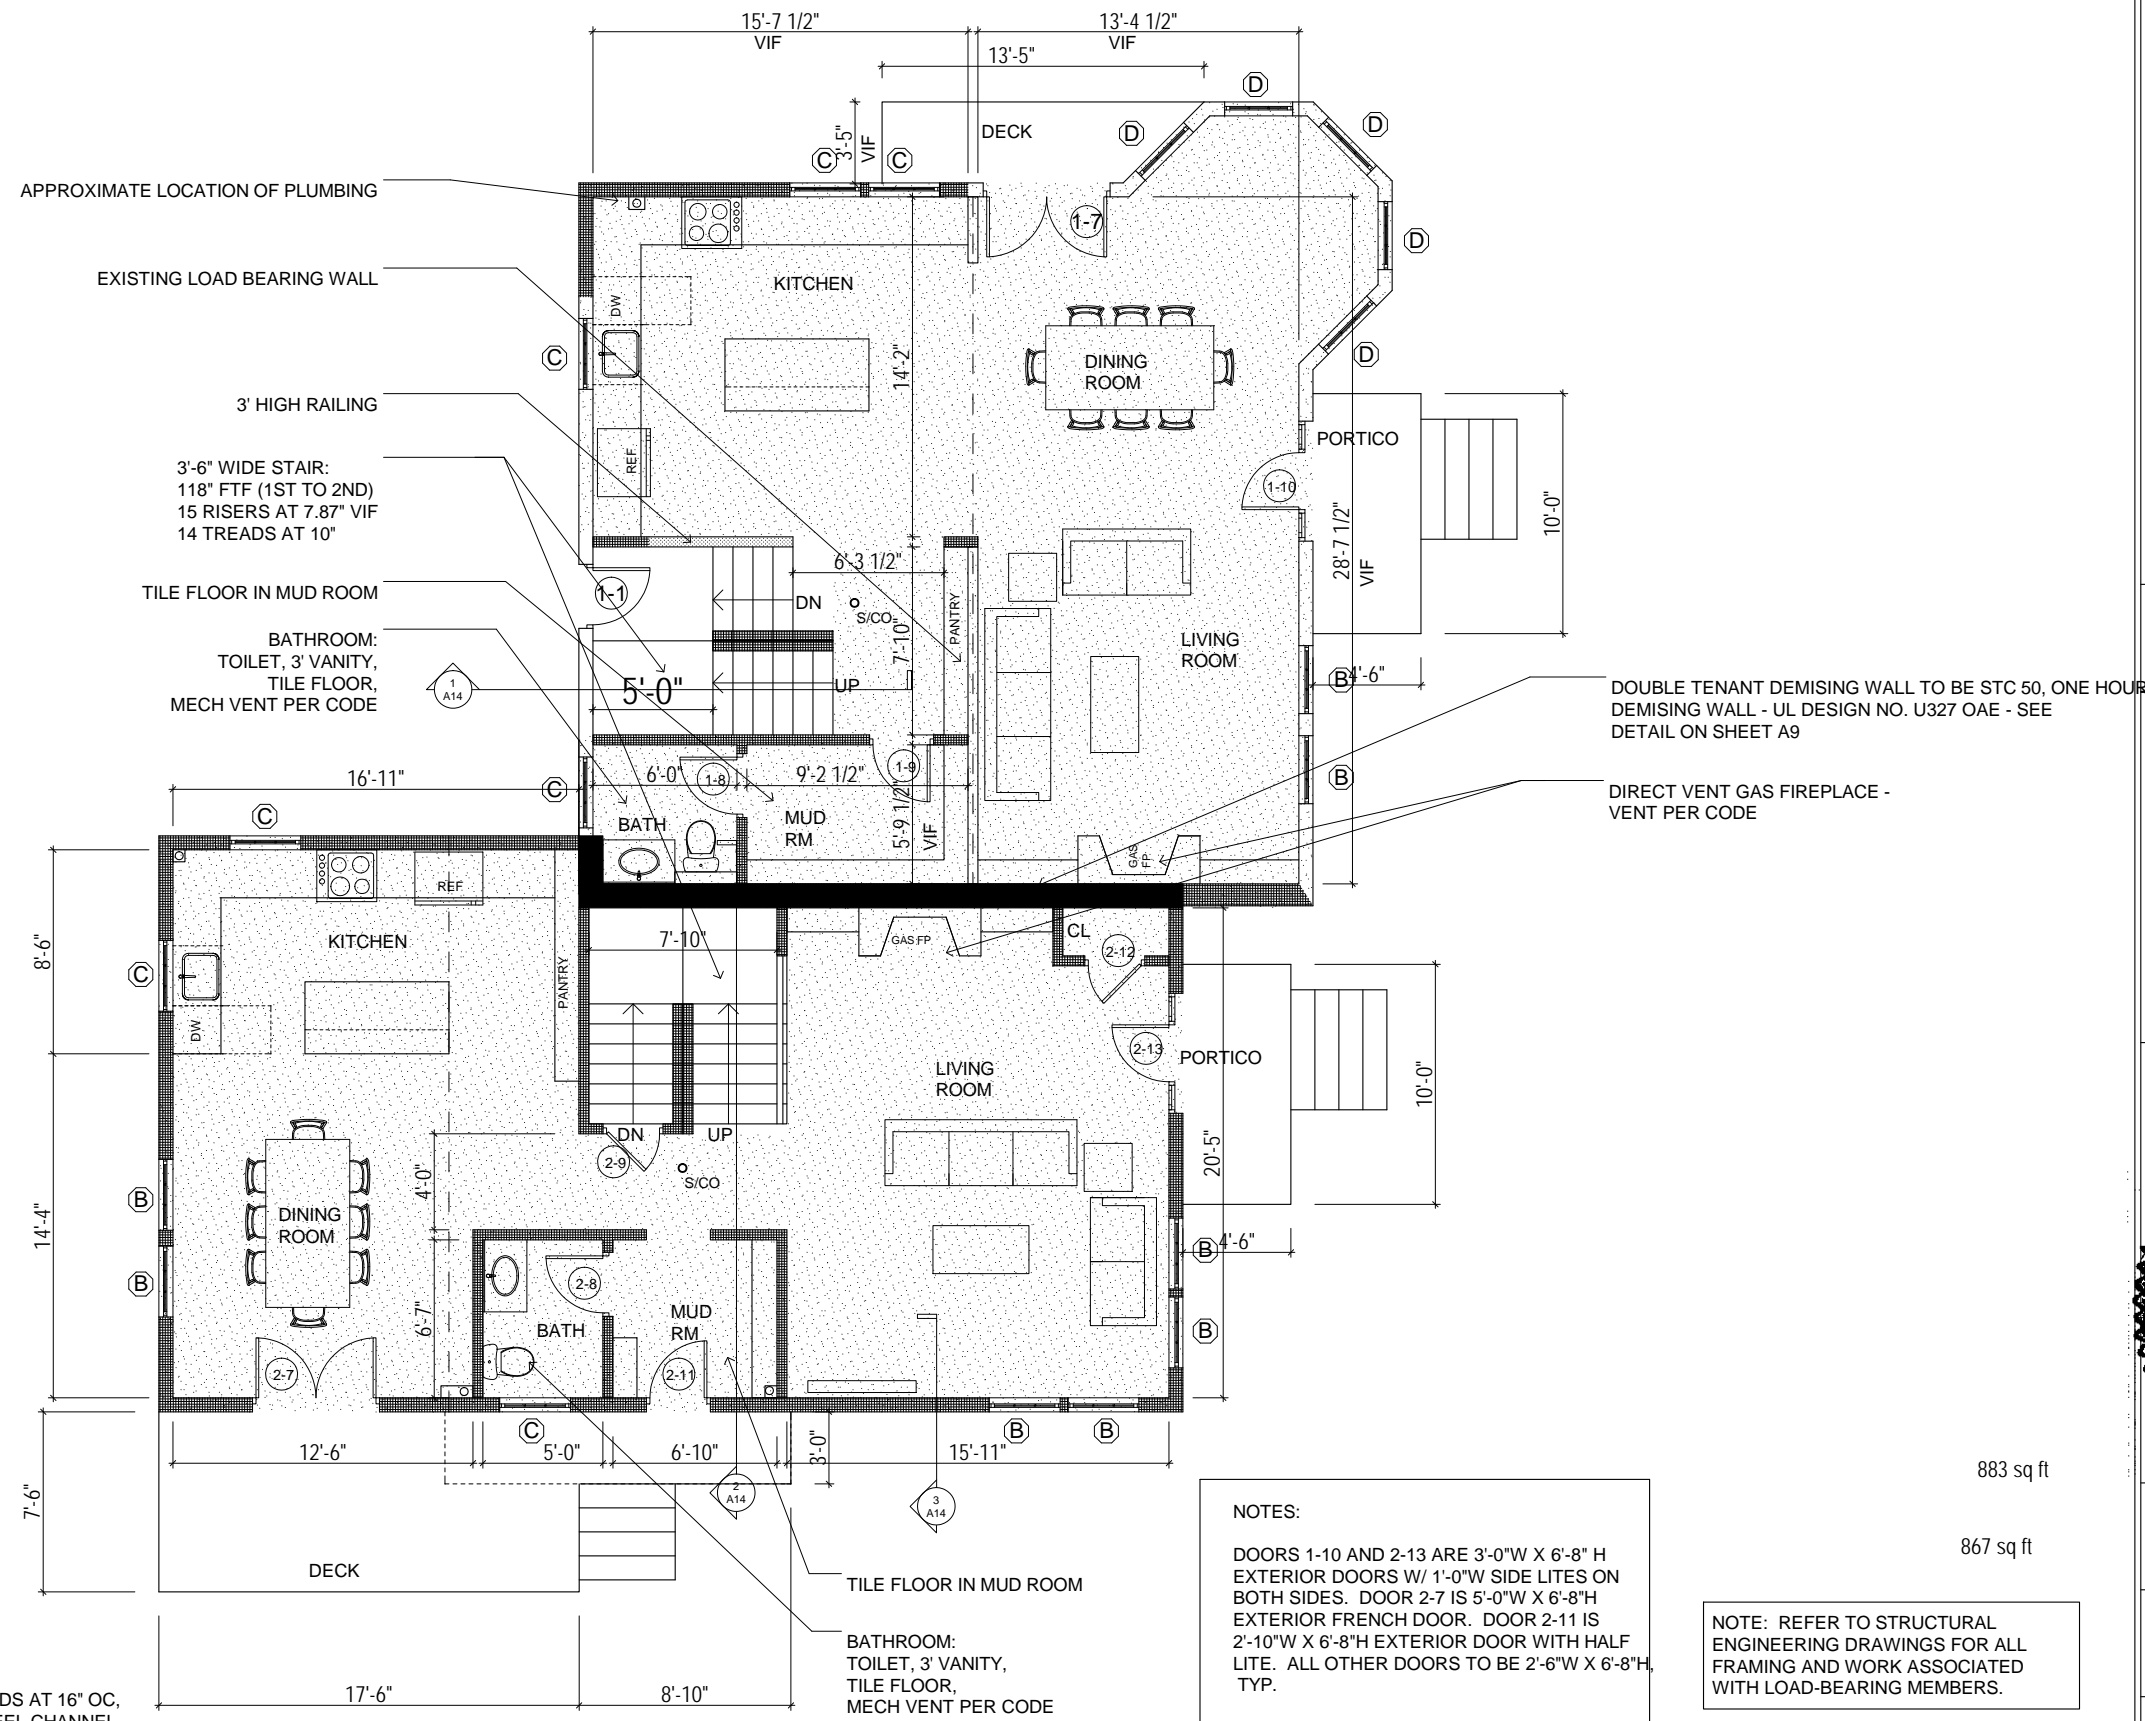 15'-7 1/2"
VIF
13'-4 1/2"
VIF
13'-5"
D
DECK
D
D
3'-5"
VIF
C
C
APPROXIMATE LOCATION OF PLUMBING
1-7
D
EXISTING LOAD BEARING WALL
KITCHEN
DW
C
14'-2"
DINING
ROOM
D
3' HIGH RAILING
PORTICO
REF
1-10
3'-6" WIDE STAIR:
118" FTF (1ST TO 2ND)
15 RISERS AT 7.87" VIF
14 TREADS AT 10"
10'-0"
28'-7 1/2"
VIF
6'-3 1/2"
TILE FLOOR IN MUD ROOM
1-1
DN
S/CO
PANTRY
7'-10"
LIVING
ROOM
BATHROOM:
TOILET, 3' VANITY,
TILE FLOOR,
MECH VENT PER CODE
1
A14
5'-0"
UP
B
4'-6"
DOUBLE TENANT DEMISING WALL TO BE STC 50, ONE HOUR
DEMISING WALL - UL DESIGN NO. U327 OAE - SEE
DETAIL ON SHEET A9
16'-11"
C
6'-0"
1-8
9'-2 1/2"
1-9
B
DIRECT VENT GAS FIREPLACE -
VENT PER CODE
C
BATH
MUD
RM
5'-9 1/2"
VIF
GAS
FP
REF
8'-6"
KITCHEN
7'-10"
GAS FP
CL
2-12
C
PANTRY
DW
2-13
PORTICO
LIVING
ROOM
10'-0"
DN
UP
2-9
S/CO
20'-5"
4'-0"
B
14'-4"
DINING
ROOM
B
4'-6"
B
2-8
6'-7"
BATH
MUD
RM
B
2-7
2-11
C
B
B
12'-6"
5'-0"
6'-10"
3'-0"
15'-11"
7'-6"
2
A14
3
A14
883 sq ft
NOTES:
DOORS 1-10 AND 2-13 ARE 3'-0"W X 6'-8" H
EXTERIOR DOORS W/ 1'-0"W SIDE LITES ON
BOTH SIDES.  DOOR 2-7 IS 5'-0"W X 6'-8"H
EXTERIOR FRENCH DOOR.  DOOR 2-11 IS
2'-10"W X 6'-8"H EXTERIOR DOOR WITH HALF
LITE.  ALL OTHER DOORS TO BE 2'-6"W X 6'-8"H,
TYP.
867 sq ft
DECK
TILE FLOOR IN MUD ROOM
BATHROOM:
TOILET, 3' VANITY,
TILE FLOOR,
MECH VENT PER CODE
NOTE:  REFER TO STRUCTURAL
ENGINEERING DRAWINGS FOR ALL
FRAMING AND WORK ASSOCIATED
WITH LOAD-BEARING MEMBERS.
17'-6"
8'-10"
DS AT 16" OC,